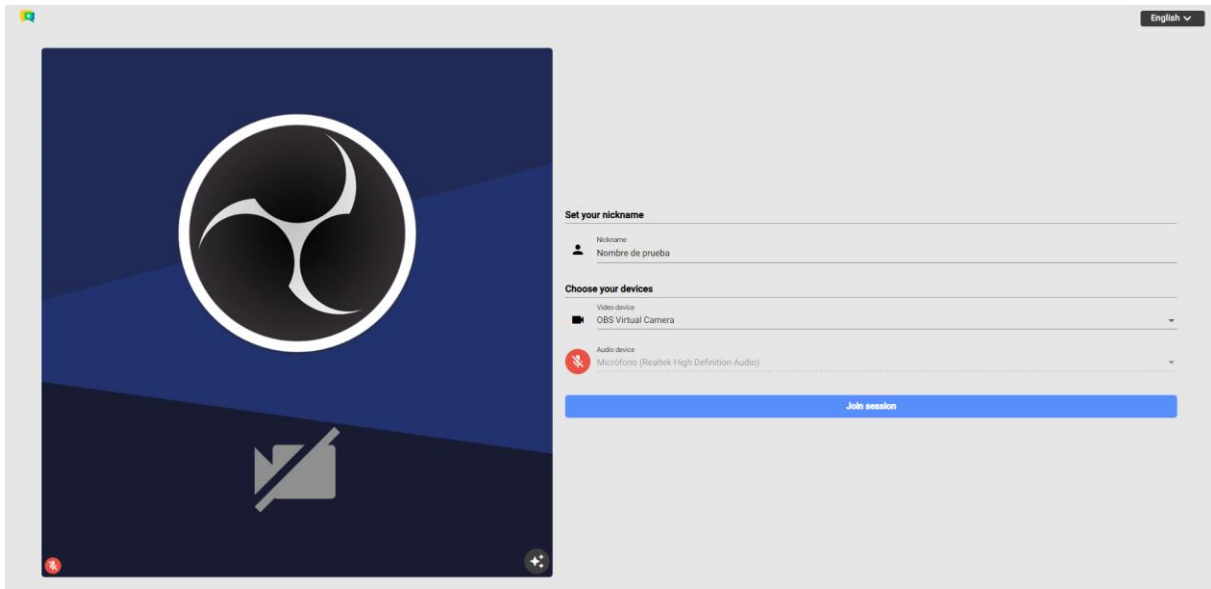 English
Set your nickname
Nickname
Nombre de prueba
Choose your devices
Video device
OBS Virtual Camera
Audio device
Micrófono (Realtek High Definition Audio)
Join session